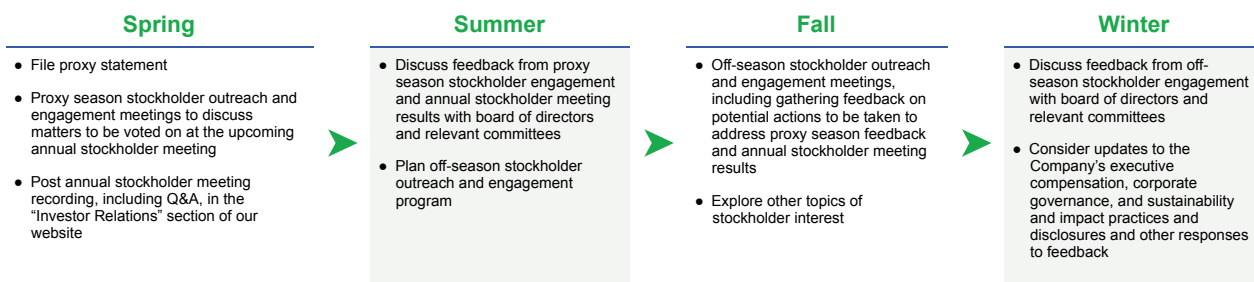 Spring
● File proxy statement
● Proxy season stockholder outreach and
engagement meetings to discuss
matters to be voted on at the upcoming
annual stockholder meeting
● Post annual stockholder meeting
recording, including Q&A, in the
“Investor Relations” section of our
website
Summer
● Discuss feedback from proxy
season stockholder engagement
and annual stockholder meeting
results with board of directors
and relevant committees
● Plan off-season stockholder
outreach and engagement
program
Fall
● Off-season stockholder outreach
and engagement meetings,
including gathering feedback on
potential actions to be taken to
address proxy season feedback
and annual stockholder meeting
results
● Explore other topics of
stockholder interest
Winter
● Discuss feedback from off-
season stockholder engagement
with board of directors and
relevant committees
● Consider updates to the
Company’s executive
compensation, corporate
governance, and sustainability
and impact practices and
disclosures and other responses
to feedback